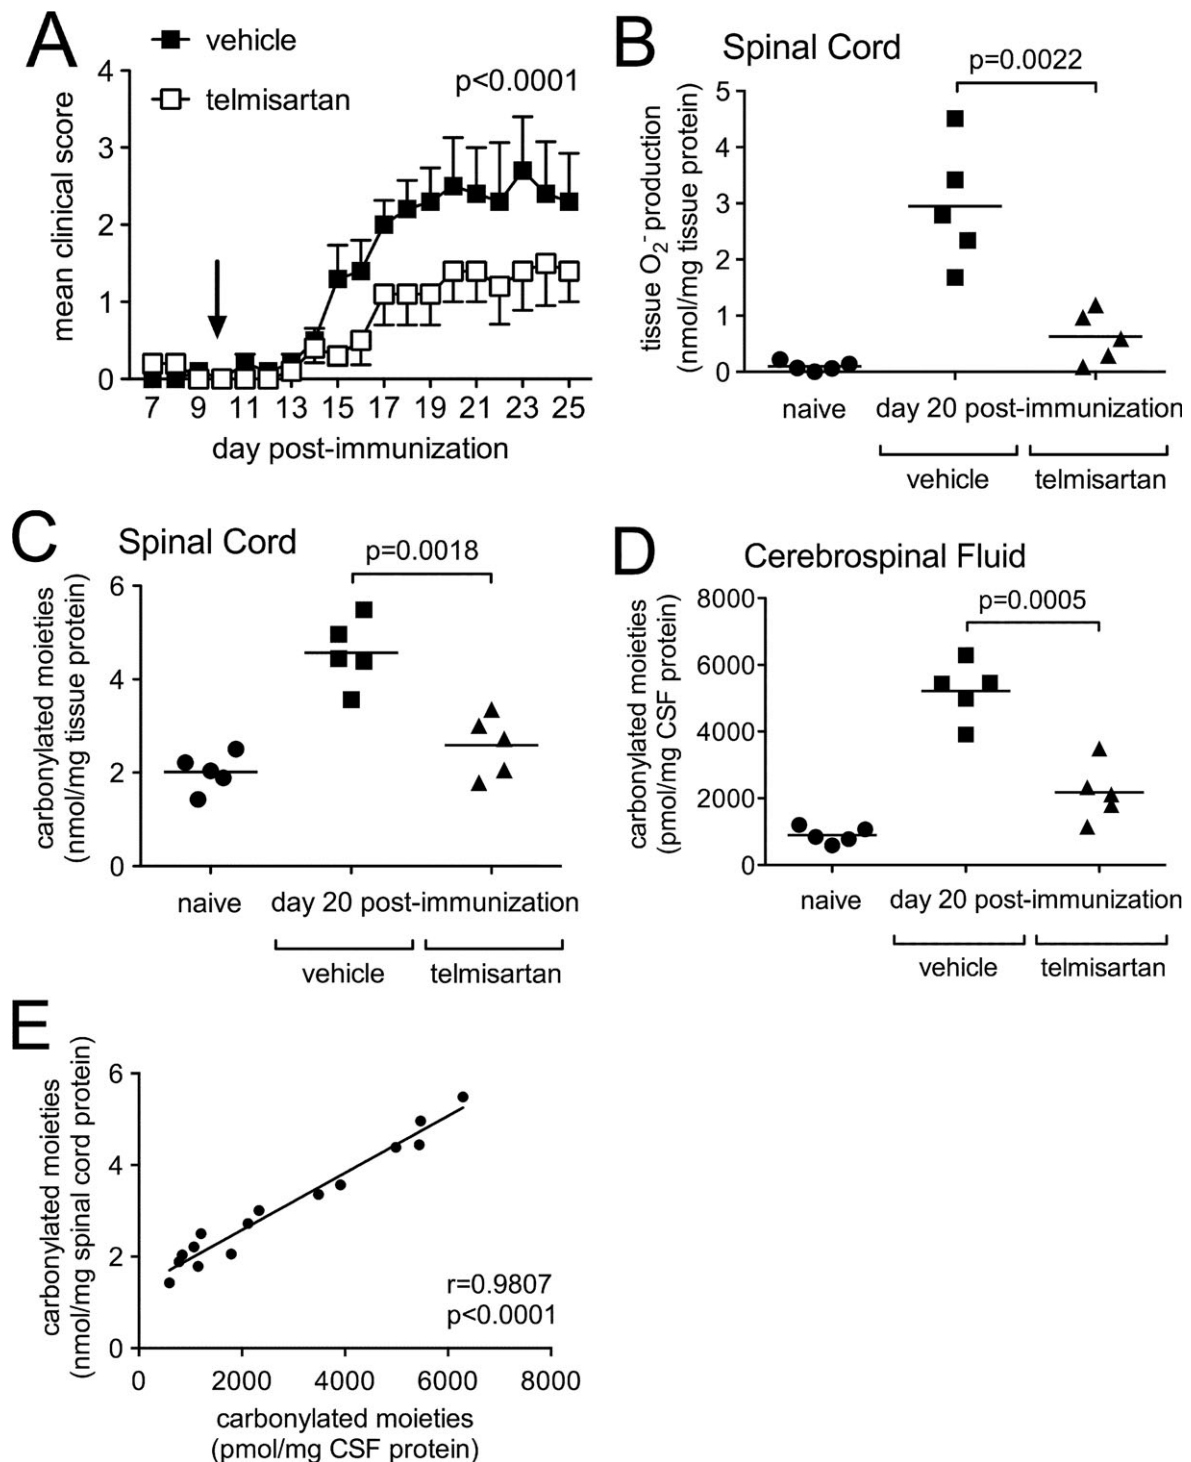 A
vehicle
telmisartan
p<0.0001
mean clinical score
4
3
2
1
0
7 9 11 13 15 17 19 21 23 25
day post-immunization
B
Spinal Cord
p=0.0022
tissue O₂⁻ production
(nmol/mg tissue protein)
5
4
3
2
1
0
naive day 20 post-immunization
vehicle telmisartan
C
Spinal Cord
p=0.0018
carbonylated moieties
(nmol/mg tissue protein)
6
4
2
0
naive day 20 post-immunization
vehicle telmisartan
D
Cerebrospinal Fluid
p=0.0005
carbonylated moieties
(pmol/mg CSF protein)
8000
6000
4000
2000
0
naive day 20 post-immunization
vehicle telmisartan
E
carbonylated moieties
(nmol/mg spinal cord protein)
6
4
2
0
r=0.9807
p<0.0001
0 2000 4000 6000 8000
carbonylated moieties
(pmol/mg CSF protein)